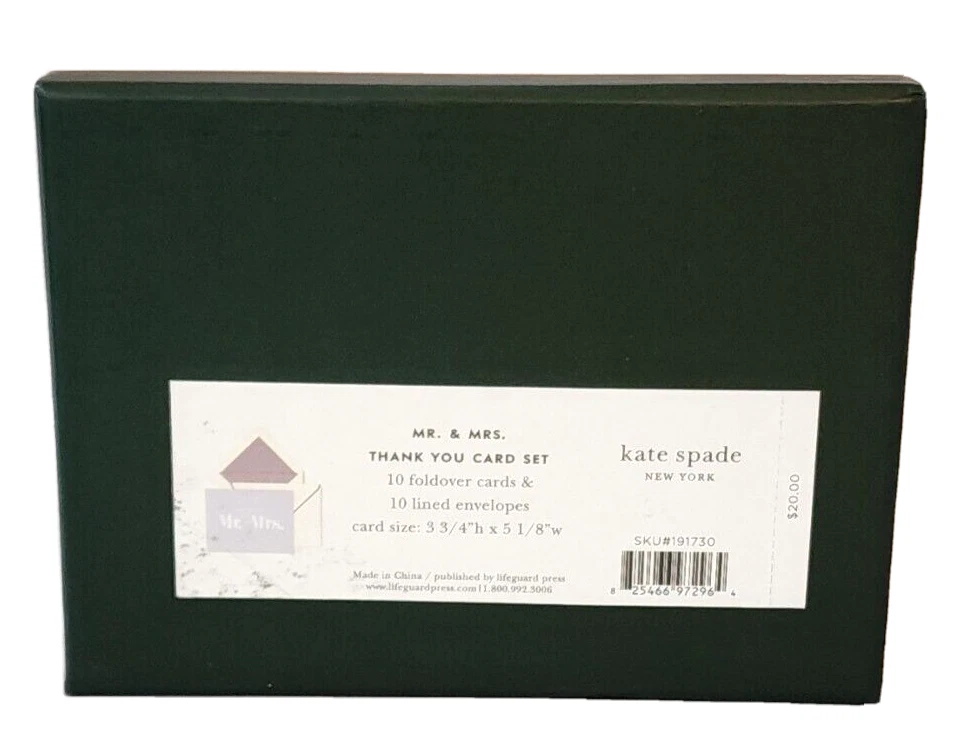 MR. & MRS.
THANK YOU CARD SET
10 foldover cards &
10 lined envelopes
card size: 3 3/4"h x 5 1/8"w
Made in China / published by lifeguard press
www.lifeguardpress.com | 1.800.992.3006
Mr. Mrs.
kate spade
NEW YORK
SKU#191730
8 25466 97296 4
$20.00